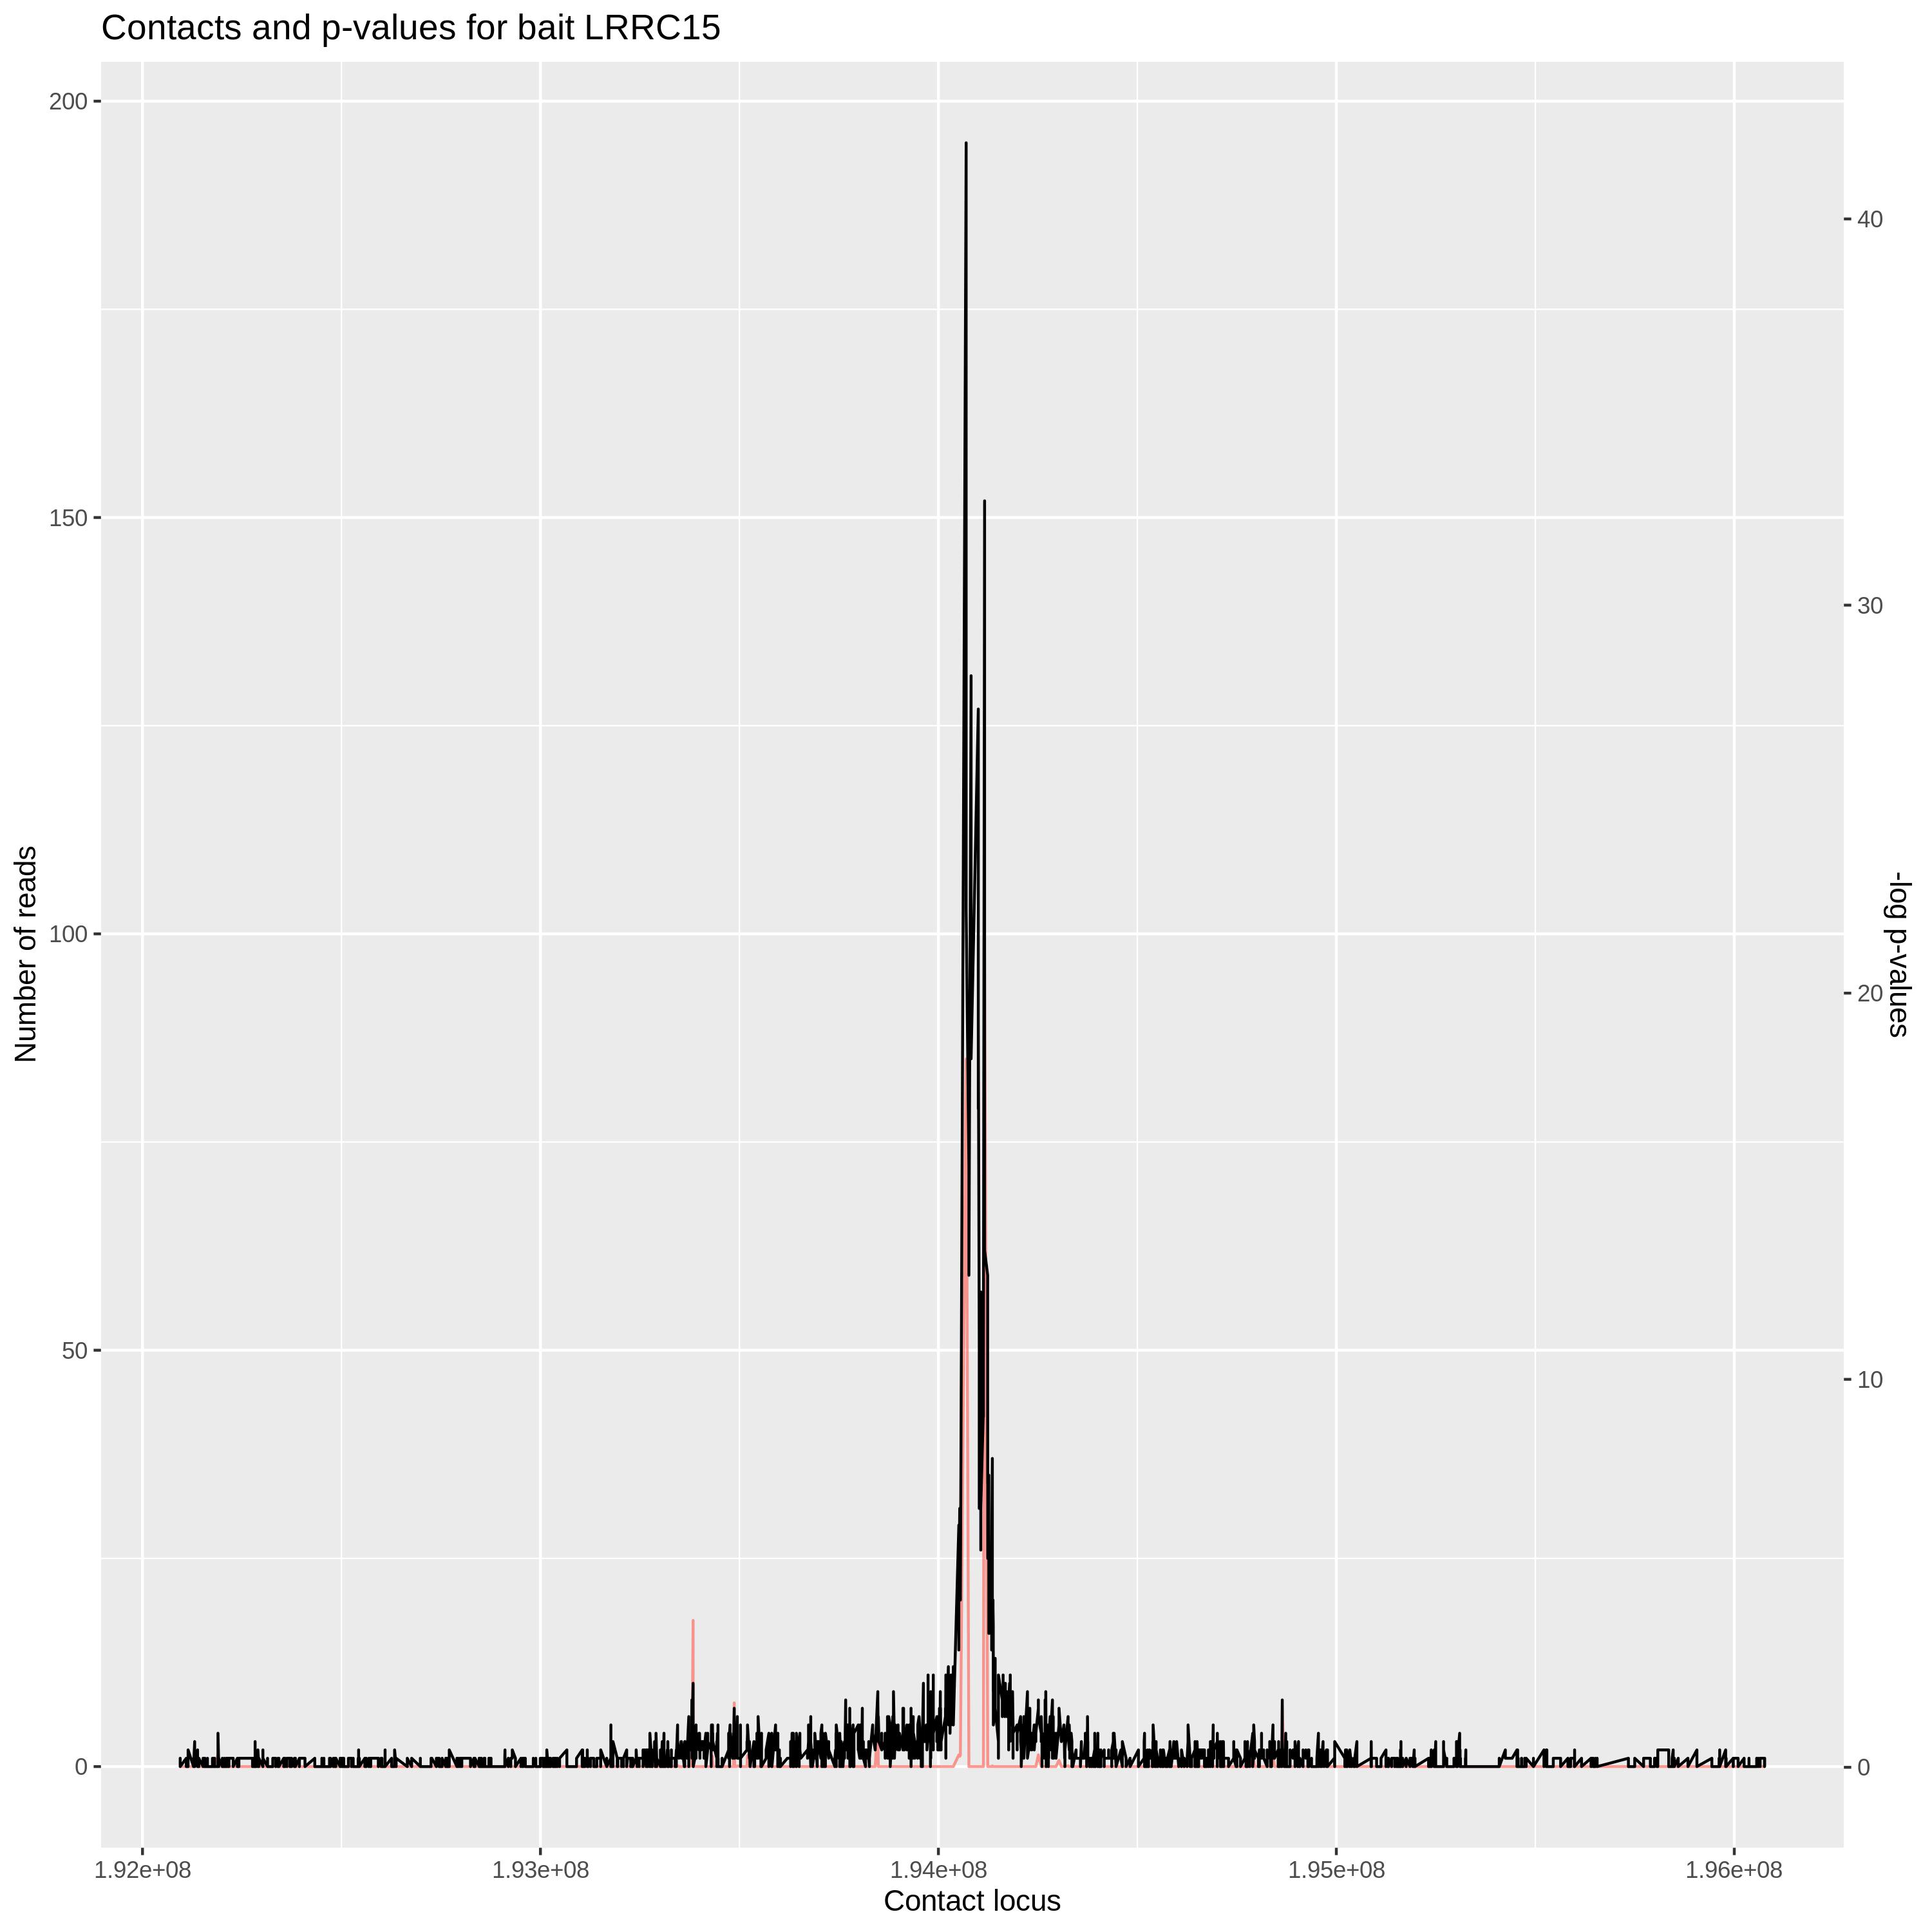 Contacts and p-values for bait LRRC15
200
150
100
50
0
Number of reads
40
30
20
10
0
-log p-values
1.92e+08
1.93e+08
1.94e+08
1.95e+08
1.96e+08
Contact locus